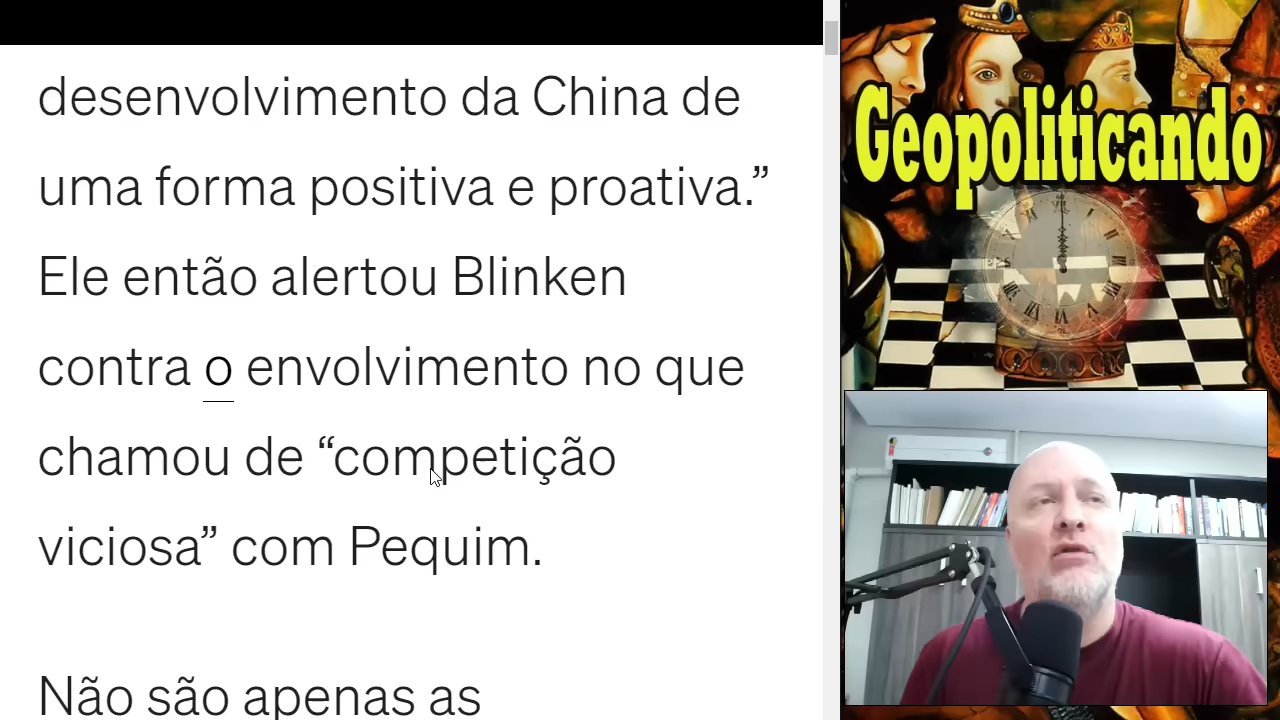 desenvolvimento da China de
uma forma positiva e proativa.”
Ele então alertou Blinken
contra o envolvimento no que
chamou de “competição
viciosa” com Pequim.
Não são apenas as
Geopoliticando